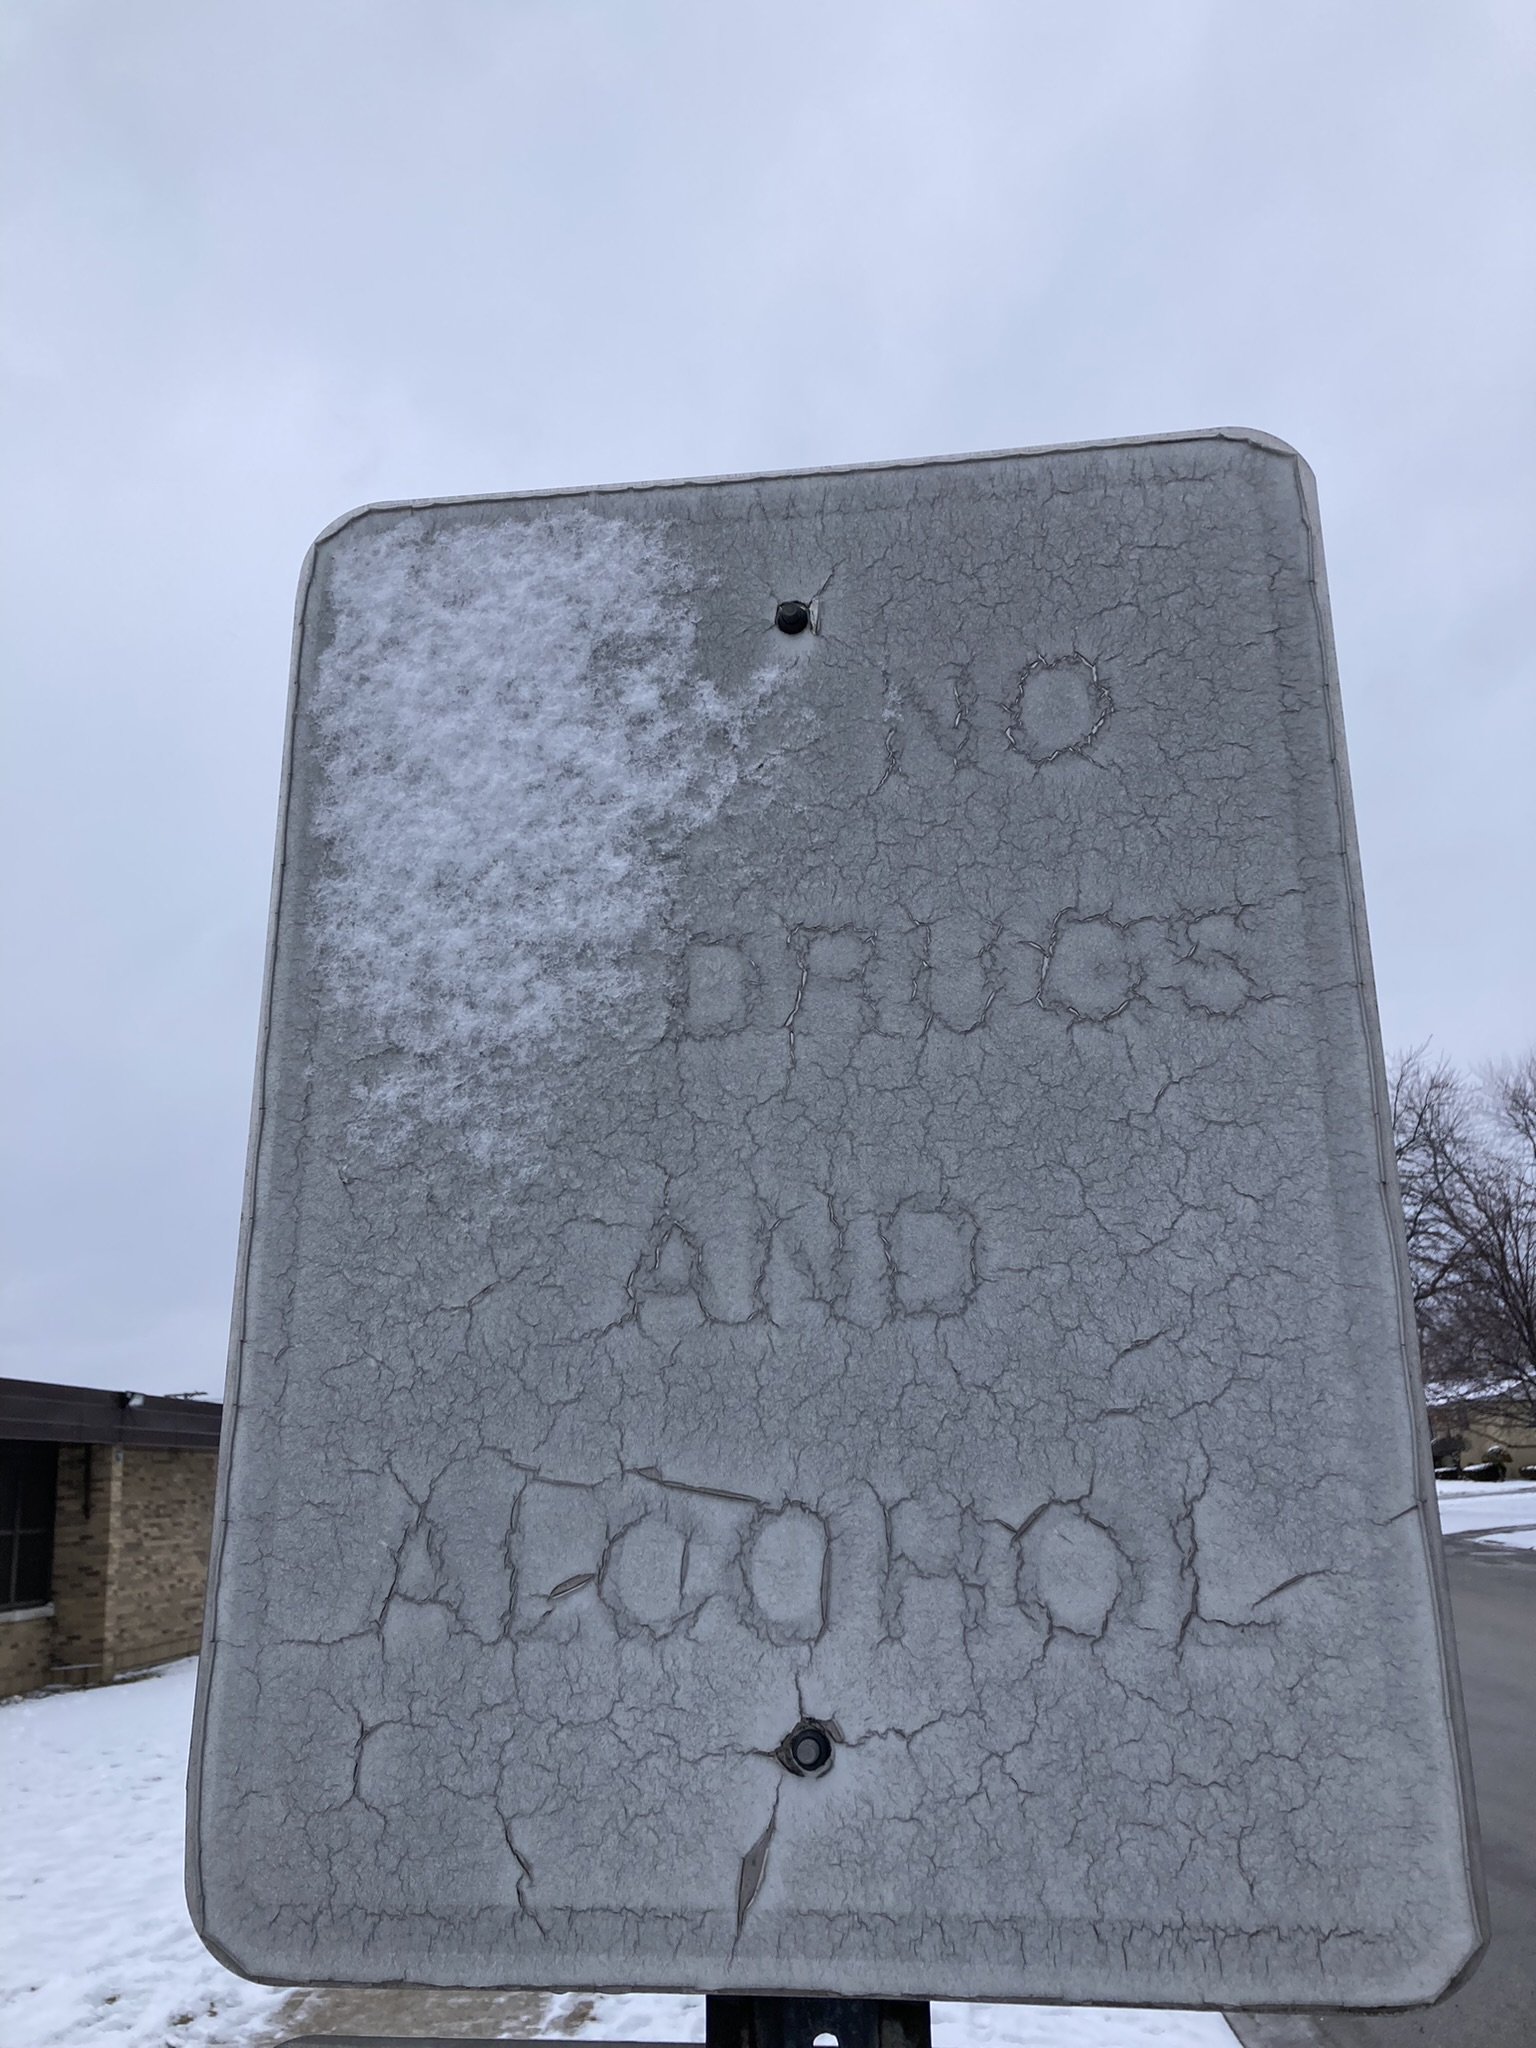 NO
DRUGS
AND
ALCOHOL